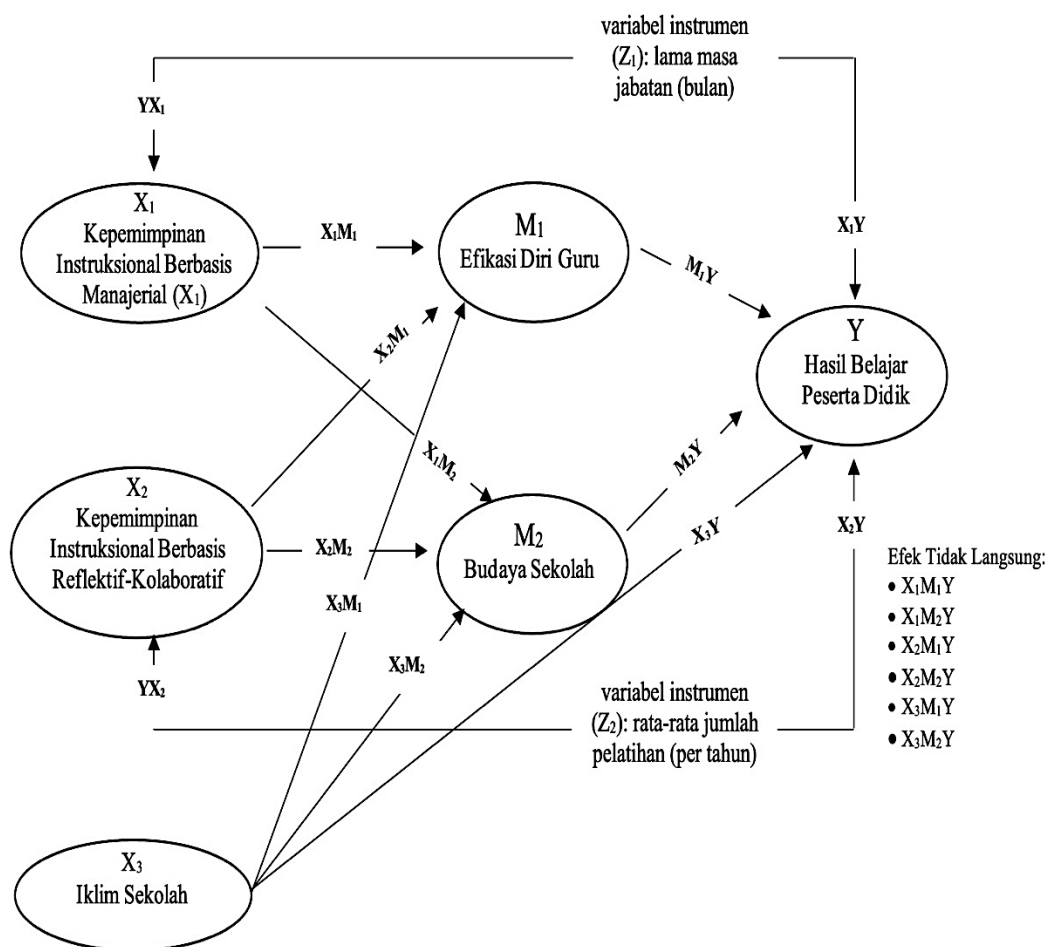 variabel instrumen
(Z₁): lama masa
jabatan (bulan)
YX₁
X₁
Kepemimpinan
Instruksional Berbasis
Manajerial (X₁)
X₁M₁
M₁
Efikasi Diri Guru
M₁Y
X₁Y
Y
Hasil Belajar
Peserta Didik
X₂M₁
X₁M₂
M₂Y
X₂
Kepemimpinan
Instruksional Berbasis
Reflektif-Kolaboratif
X₂M₂
M₂
Budaya Sekolah
X₃Y
X₂Y
X₃M₁
X₃M₂
YX₂
variabel instrumen
(Z₂): rata-rata jumlah
pelatihan (per tahun)
Efek Tidak Langsung:
• X₁M₁Y
• X₁M₂Y
• X₂M₁Y
• X₂M₂Y
• X₃M₁Y
• X₃M₂Y
X₃
Iklim Sekolah